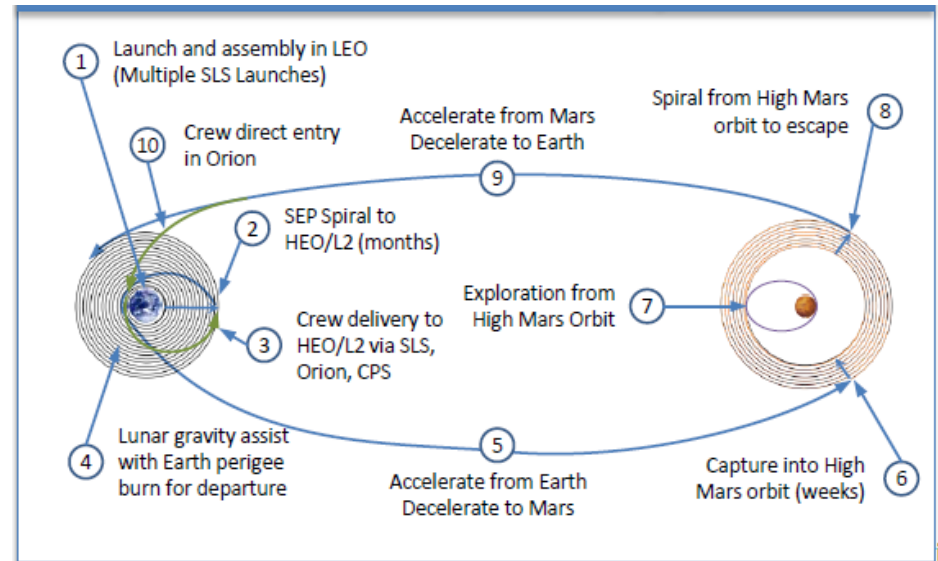 1
Launch and assembly in LEO
(Multiple SLS Launches)
10
Crew direct entry
in Orion
2
SEP Spiral to
HEO/L2 (months)
3
Crew delivery to
HEO/L2 via SLS,
Orion, CPS
4
Lunar gravity assist
with Earth perigee
burn for departure
Accelerate from Mars
Decelerate to Earth
9
5
Accelerate from Earth
Decelerate to Mars
Exploration from
High Mars Orbit
7
Spiral from High Mars
orbit to escape
8
Capture into High
Mars orbit (weeks)
6